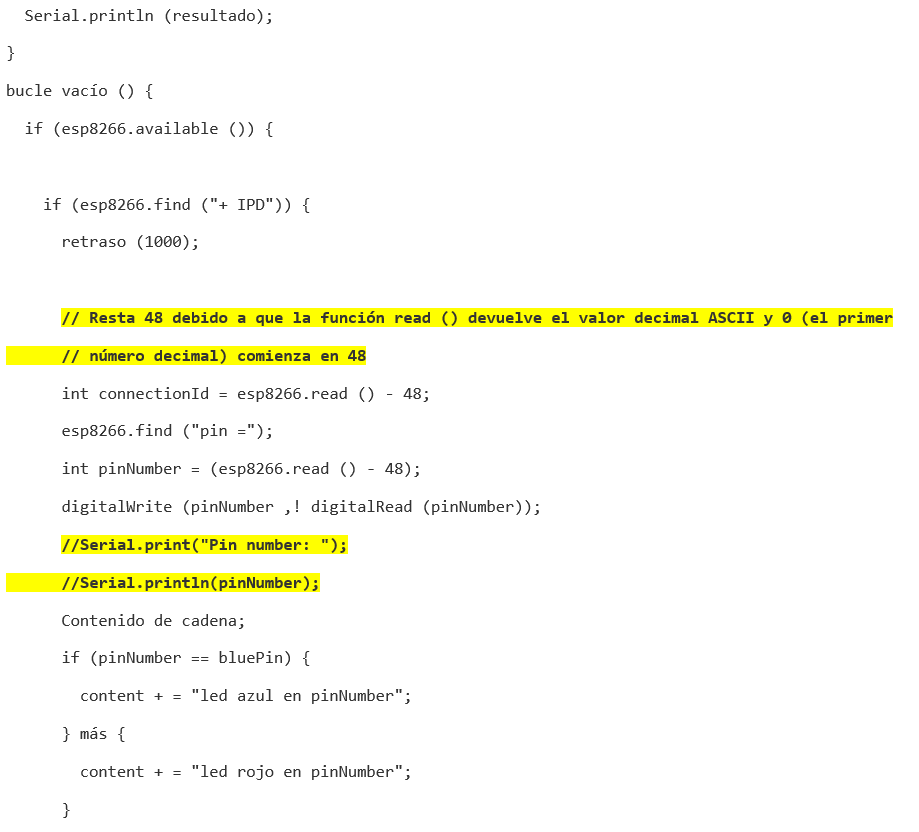 Serial.println (resultado);
}
bucle vacío () {
if (esp8266.available ()) {
if (esp8266.find ("+ IPD")) {
retraso (1000);
// Resta 48 debido a que la función read () devuelve el valor decimal ASCII y 0 (el primer
// número decimal) comienza en 48
int connectionId = esp8266.read () - 48;
esp8266.find ("pin =");
int pinNumber = (esp8266.read () - 48);
digitalWrite (pinNumber ,! digitalRead (pinNumber));
//Serial.print("Pin number: ");
//Serial.println(pinNumber);
Contenido de cadena;
if (pinNumber == bluePin) {
content + = "led azul en pinNumber";
} más {
content + = "led rojo en pinNumber";
}